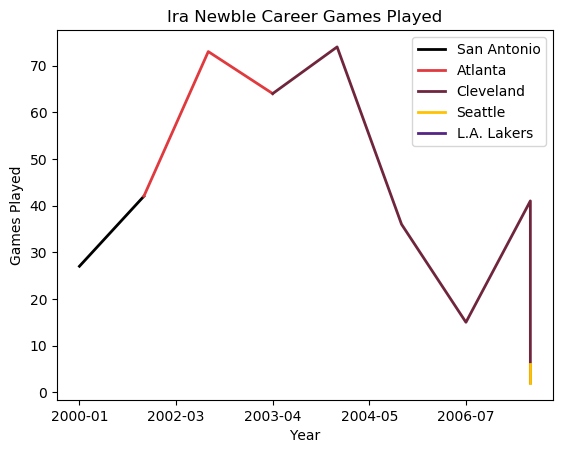 Ira Newble Career Games Played
San Antonio
Atlanta
Cleveland
Seattle
L.A. Lakers
70
60
50
40
30
20
10
0
Games Played
2000-01 2002-03 2003-04 2004-05 2006-07
Year